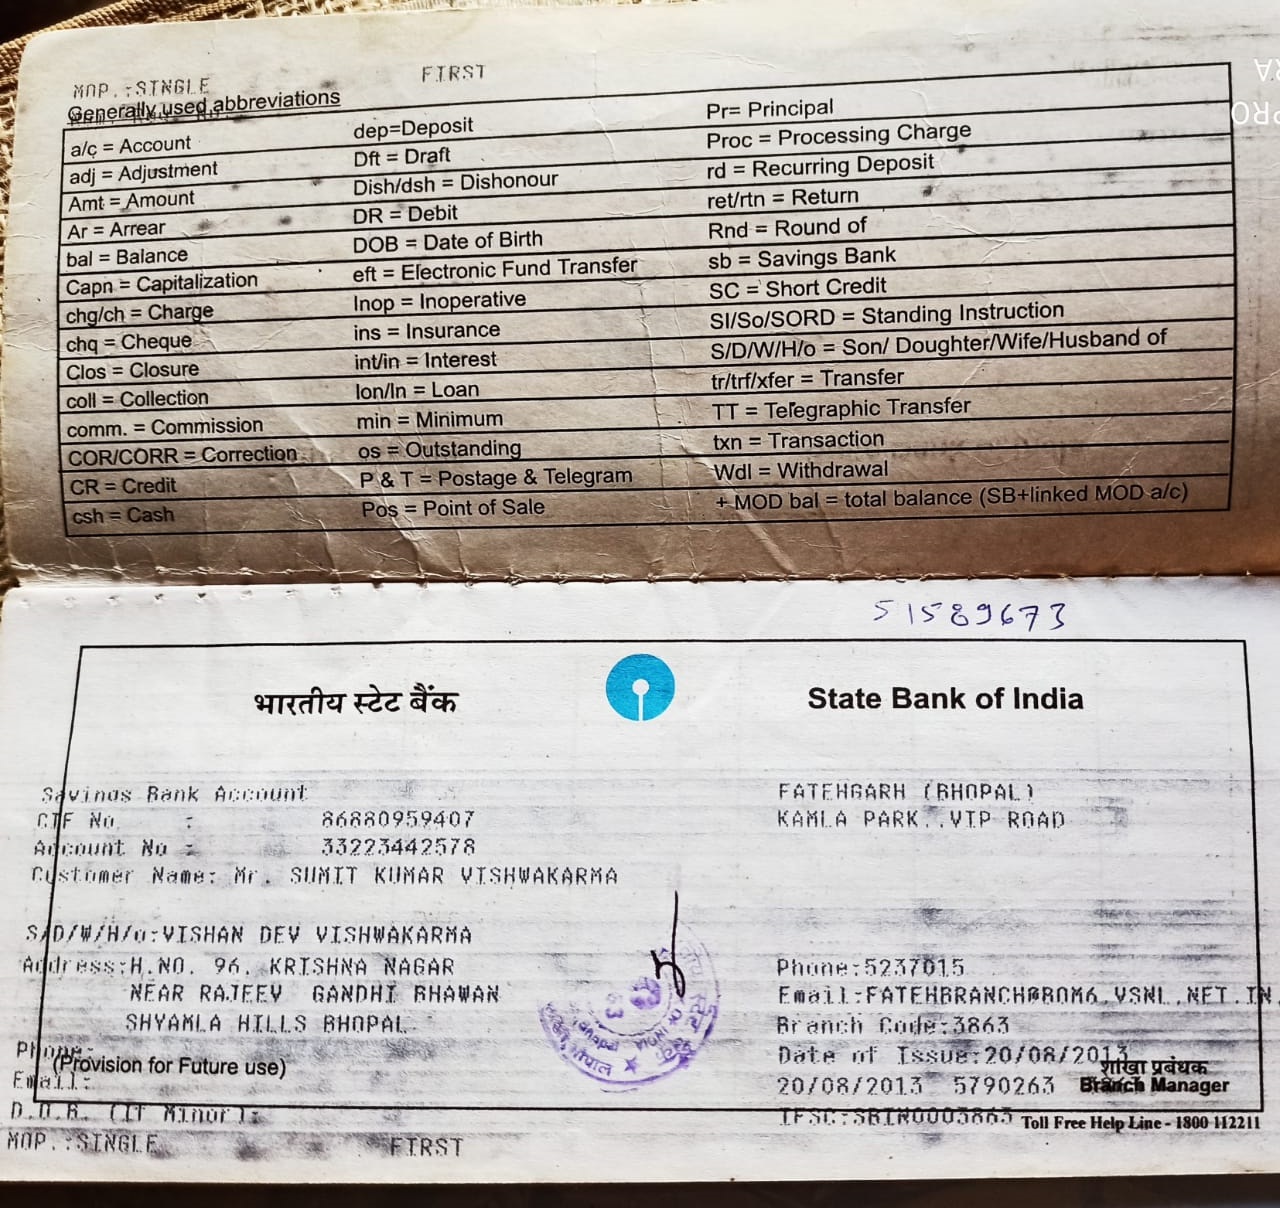 MOP.:SINGLE FIRST
Generally used abbreviations
a/c = Account
adj = Adjustment
Amt = Amount
Ar = Arrear
bal = Balance
Capn = Capitalization
chg/ch = Charge
chq = Cheque
Clos = Closure
coll = Collection
comm. = Commission
COR/CORR = Correction
CR = Credit
csh = Cash
dep=Deposit
Dft = Draft
Dish/dsh = Dishonour
DR = Debit
DOB = Date of Birth
eft = Electronic Fund Transfer
Inop = Inoperative
ins = Insurance
int/in = Interest
lon/ln = Loan
min = Minimum
os = Outstanding
P & T = Postage & Telegram
Pos = Point of Sale
Pr= Principal
Proc = Processing Charge
rd = Recurring Deposit
ret/rtn = Return
Rnd = Round of
sb = Savings Bank
SC = Short Credit
SI/So/SORD = Standing Instruction
S/D/W/H/o = Son/ Doughter/Wife/Husband of
tr/trf/xfer = Transfer
TT = Telegraphic Transfer
txn = Transaction
Wdl = Withdrawal
+ MOD bal = total balance (SB+linked MOD a/c)
51589673
भारतीय स्टेट बैंक
State Bank of India
Savings Bank Account
CIF No : 86880959407
Account No : 33223442578
Customer Name: Mr. SUMIT KUMAR VISHWAKARMA
S/D/W/H/o:VISHAN DEV VISHWAKARMA
Address:H.NO. 96, KRISHNA NAGAR
NEAR RAJEEV GANDHI BHAWAN
SHYAMLA HILLS BHOPAL
Phone:
(Provision for Future use)
Email:
D.O.B. (If Minor):
MOP.:SINGLE FIRST
FATEHGARH (BHOPAL)
KAMLA PARK,.VIP ROAD
Phone:5237015
Email:FATEHBRANCH@BOM6.VSNL.NET.IN
Branch Code:3863
Date of Issue:20/08/2013
20/08/2013 5790263
शाखा प्रबंधक
Branch Manager
IFSC:SBIN0003863
Toll Free Help Line - 1800 112211